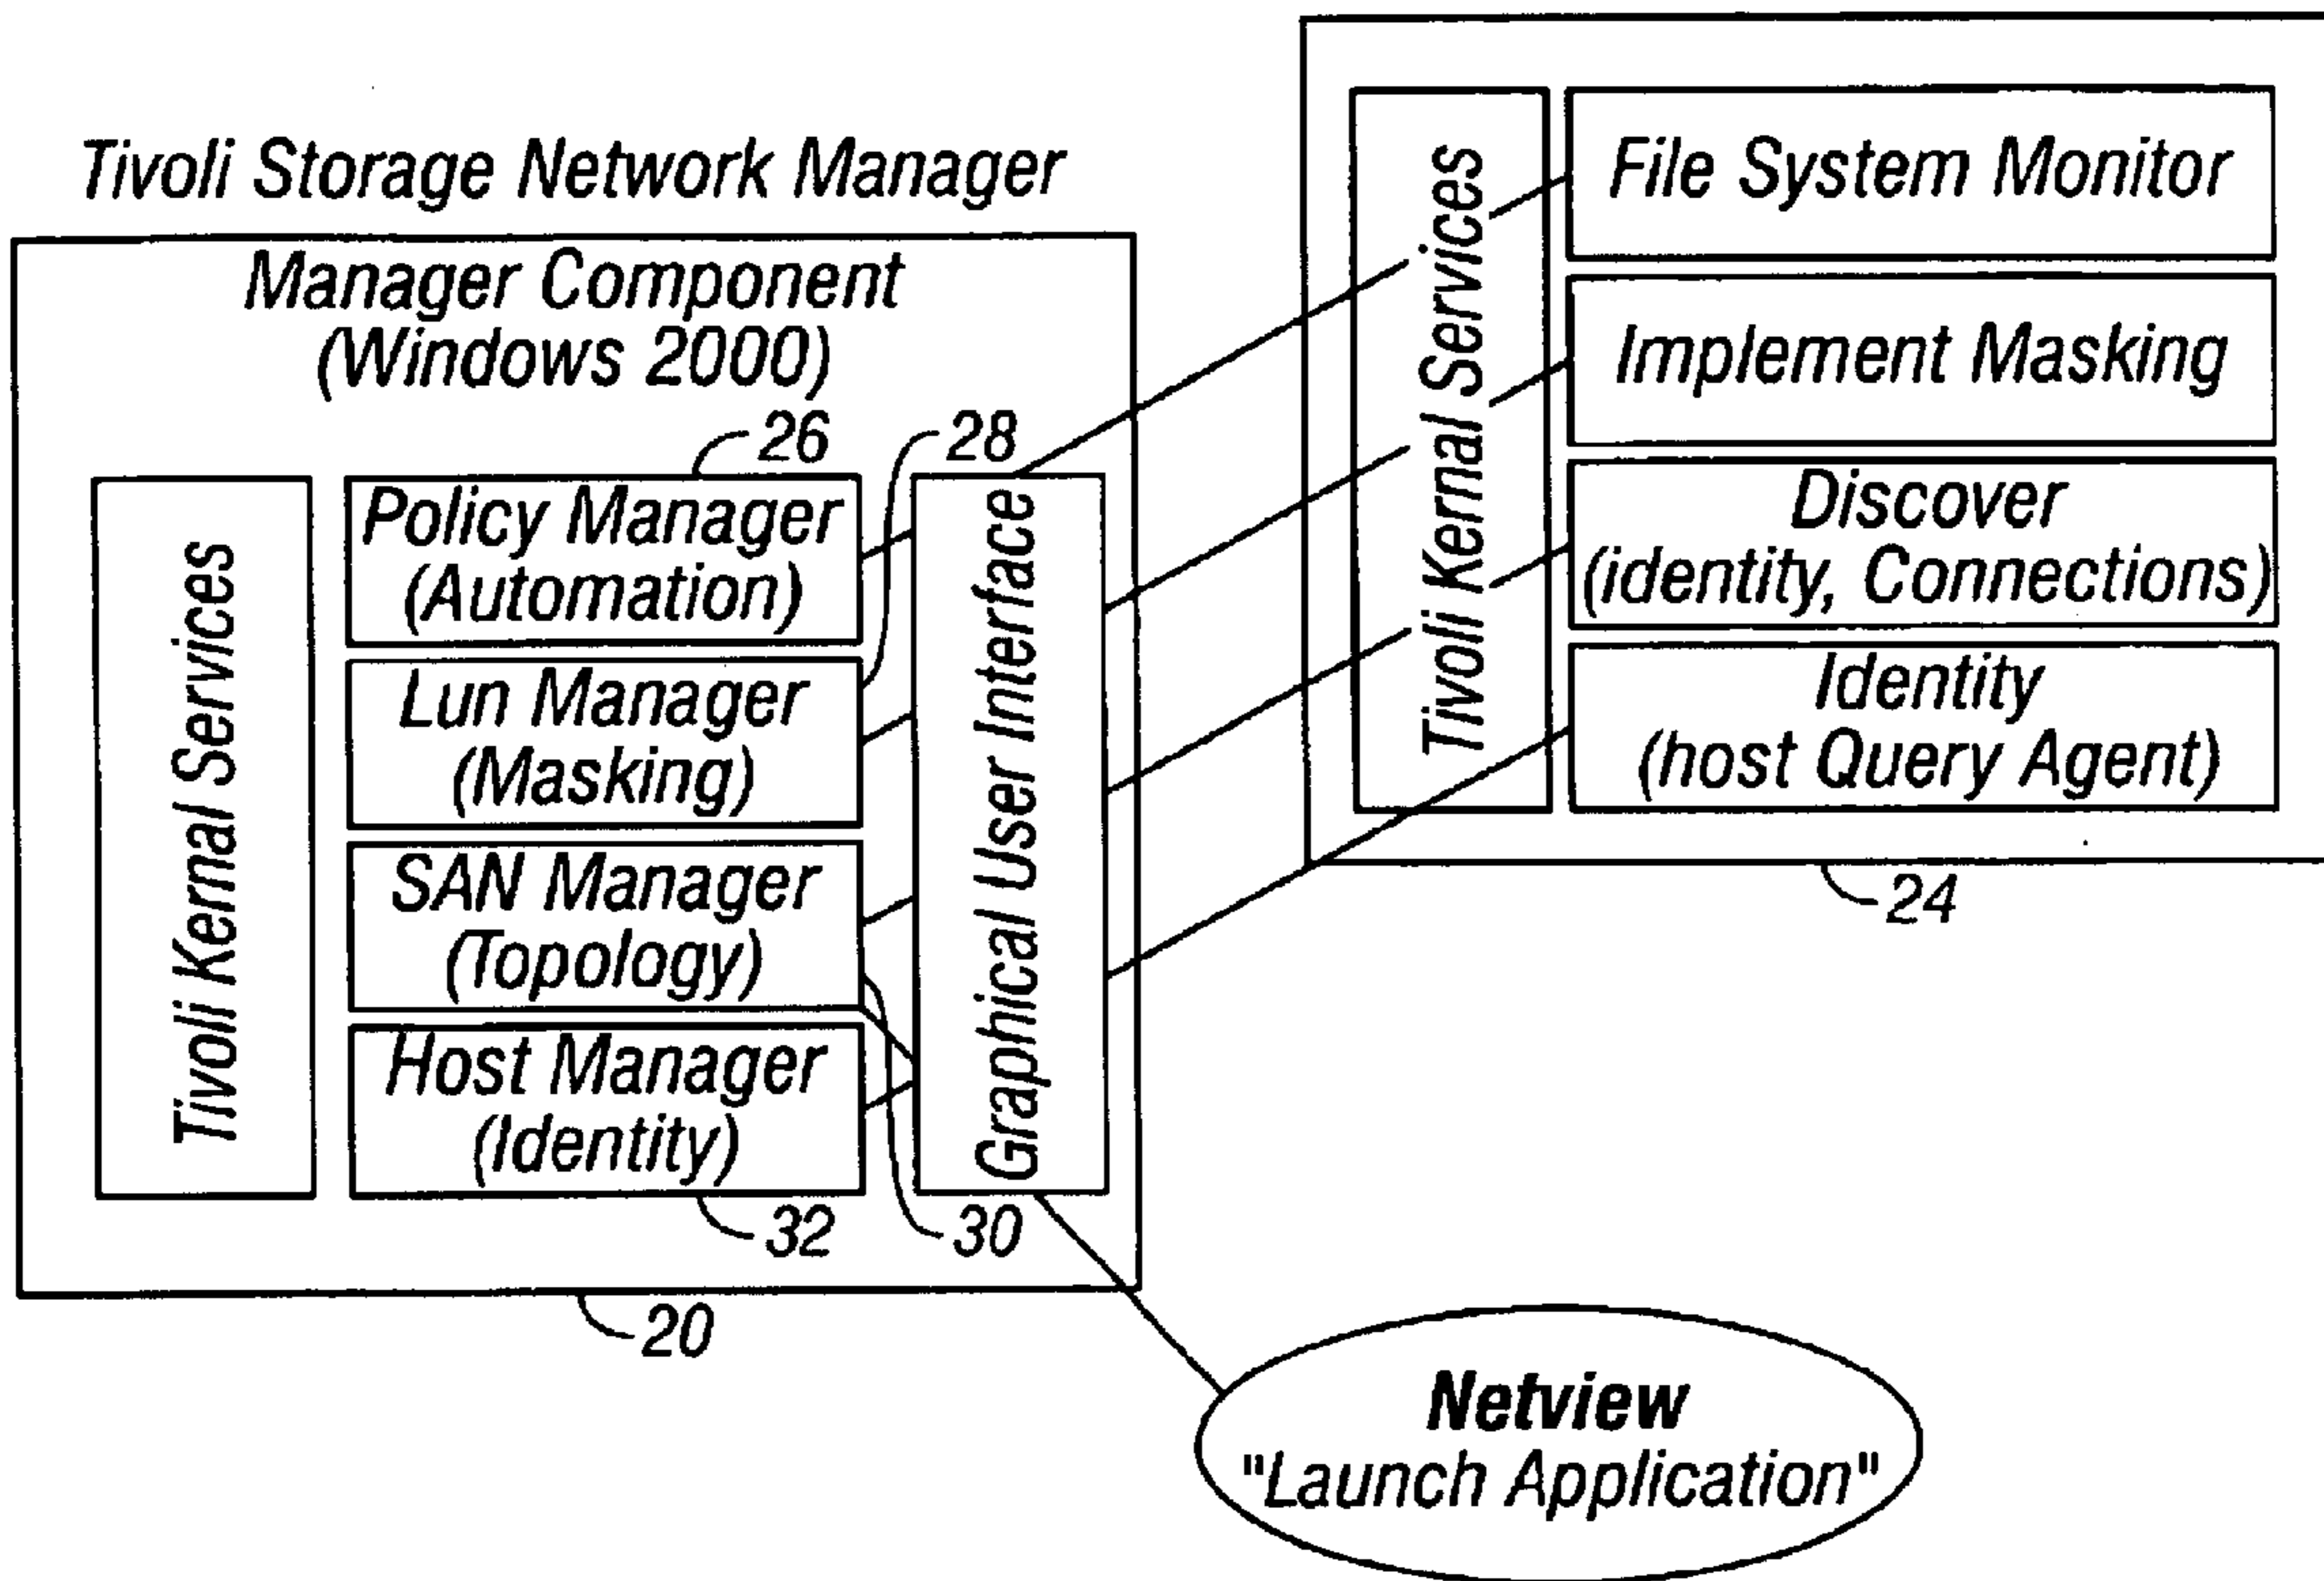 Tivoli Storage Network Manager
Manager Component
(Windows 2000)
26
28
Tivoli Kernal Services
Policy Manager
(Automation)
Lun Manager
(Masking)
SAN Manager
(Topology)
Host Manager
(Identity)
Graphical User Interface
32
30
20
Tivoli Kernal Services
File System Monitor
Implement Masking
Discover
(identity, Connections)
Identity
(host Query Agent)
24
Netview
"Launch Application"